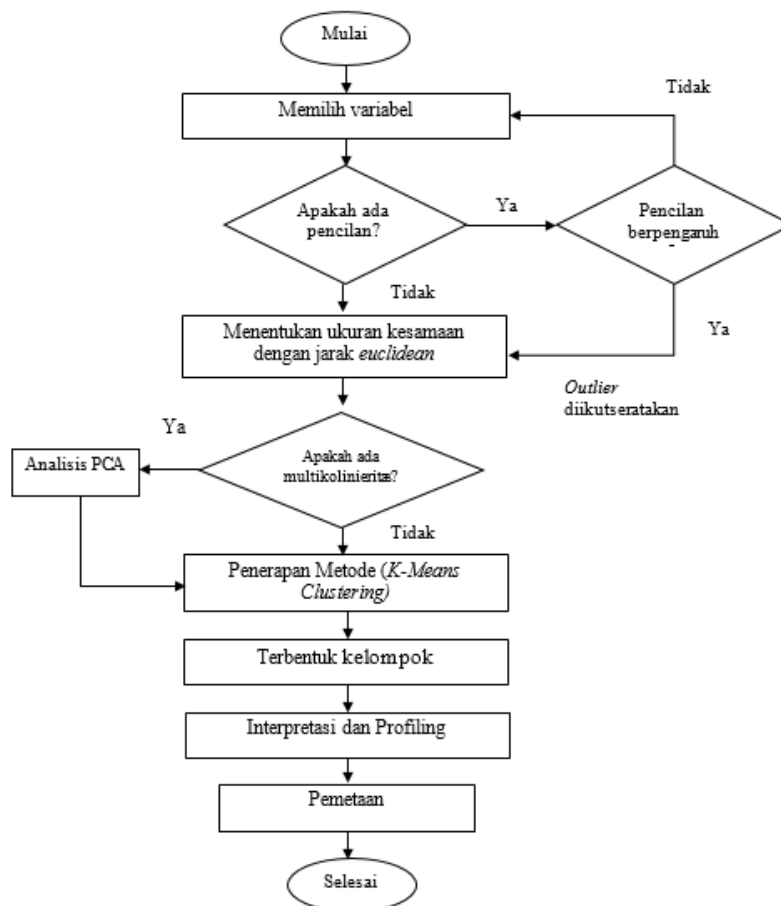 Mulai
Memilih variabel
Tidak
Apakah ada
pencilan?
Ya
Pencilan
berpengaruh
Tidak
Ya
Menentukan ukuran kesamaan
dengan jarak euclidean
Outlier
diikutseratakan
Ya
Apakah ada
multikolinieritas?
Analisis PCA
Tidak
Penerapan Metode (K-Means
Clustering)
Terbentuk kelompok
Interpretasi dan Profiling
Pemetaan
Selesai